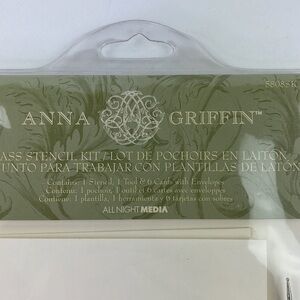 58085K
ANNA GRIFFIN™
ASS STENCIL KIT / LOT DE POCHOIRS EN LAITON
UNTO PARA TRABAJAR CON PLANTILLAS DE LATÓN
Contains: 1 Stencil, 1 Tool & 6 Cards with Envelopes
Contenu: 1 pochoir, 1 outil et 6 cartes avec enveloppes
Contiene: 1 plantilla, 1 herramienta y 6 tarjetas con sobres
ALL NIGHT MEDIA